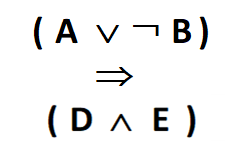 ( A ∨ ¬ B)
⇒
( D ∧ E )